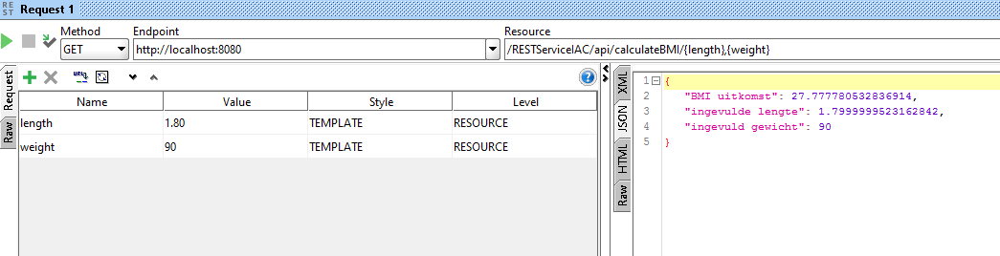 REST Request 1
Method Endpoint Resource
GET http://localhost:8080 /RESTServiceIAC/api/calculateBMI/{length},{weight}
Request
Raw
Name Value Style Level
length 1.80 TEMPLATE RESOURCE
weight 90 TEMPLATE RESOURCE
XML
JSON
HTML
Raw
1 {
2 "BMI uitkomst": 27.777780532836914,
3 "ingevulde lengte": 1.7999999523162842,
4 "ingevuld gewicht": 90
5 }